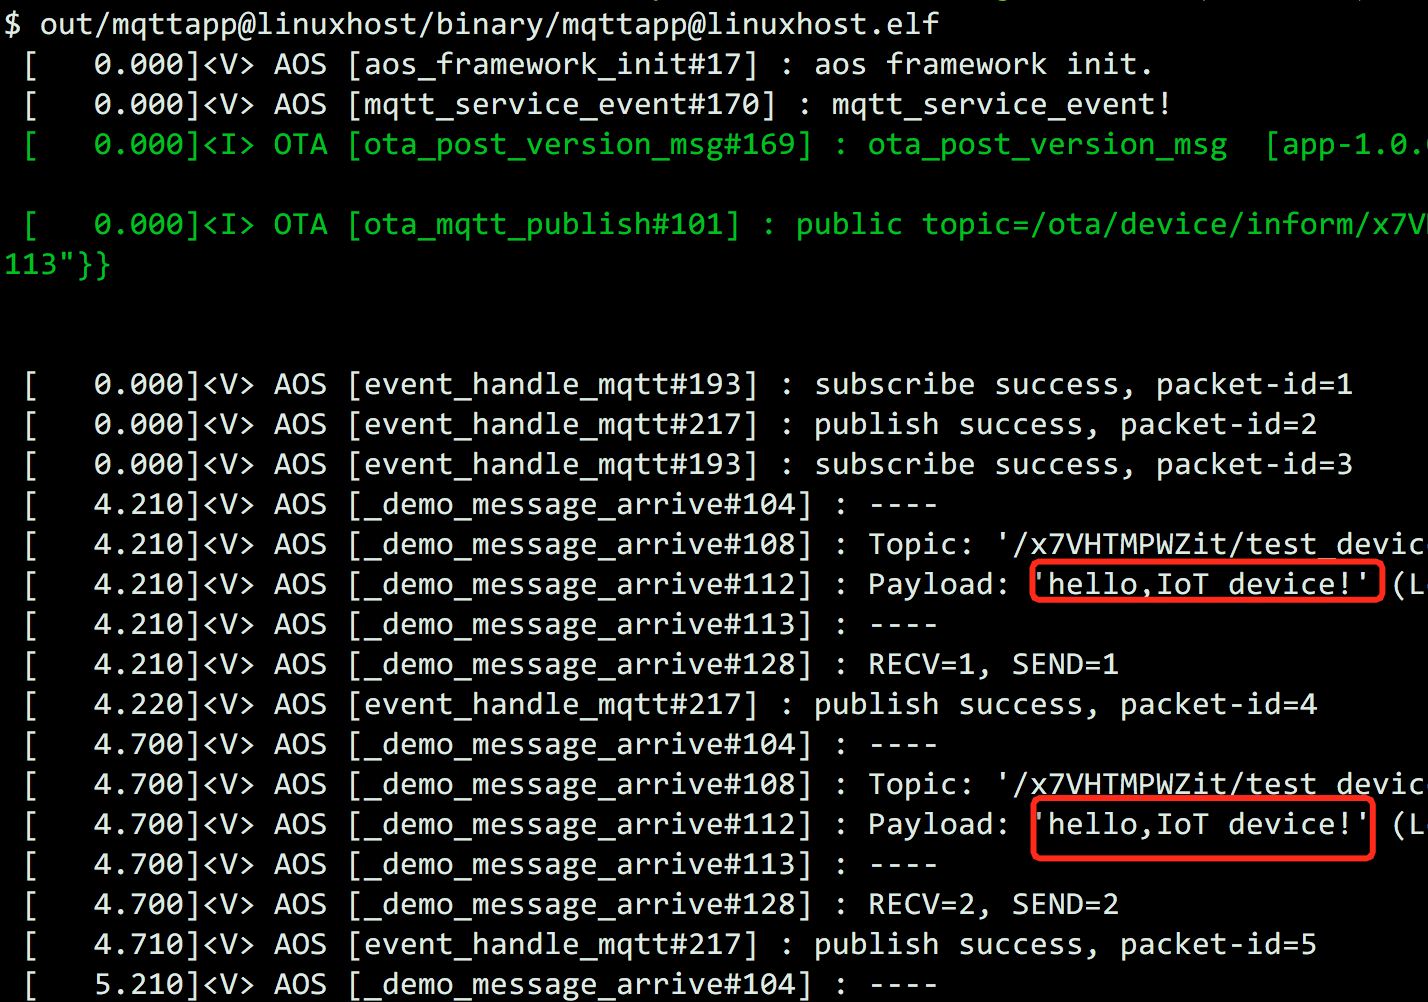 $ out/mqttapp@linuxhost/binary/mqttapp@linuxhost.elf
[   0.000]<V> AOS [aos_framework_init#17] : aos framework init.
[   0.000]<V> AOS [mqtt_service_event#170] : mqtt_service_event!
[   0.000]<I> OTA [ota_post_version_msg#169] : ota_post_version_msg  [app-1.0.
[   0.000]<I> OTA [ota_mqtt_publish#101] : public topic=/ota/device/inform/x7V
113"}}
[   0.000]<V> AOS [event_handle_mqtt#193] : subscribe success, packet-id=1
[   0.000]<V> AOS [event_handle_mqtt#217] : publish success, packet-id=2
[   0.000]<V> AOS [event_handle_mqtt#193] : subscribe success, packet-id=3
[   4.210]<V> AOS [_demo_message_arrive#104] : ----
[   4.210]<V> AOS [_demo_message_arrive#108] : Topic: '/x7VHTMPWZit/test_devic
[   4.210]<V> AOS [_demo_message_arrive#112] : Payload: 'hello,IoT device!' (L
[   4.210]<V> AOS [_demo_message_arrive#113] : ----
[   4.210]<V> AOS [_demo_message_arrive#128] : RECV=1, SEND=1
[   4.220]<V> AOS [event_handle_mqtt#217] : publish success, packet-id=4
[   4.700]<V> AOS [_demo_message_arrive#104] : ----
[   4.700]<V> AOS [_demo_message_arrive#108] : Topic: '/x7VHTMPWZit/test_devic
[   4.700]<V> AOS [_demo_message_arrive#112] : Payload: 'hello,IoT device!' (L
[   4.700]<V> AOS [_demo_message_arrive#113] : ----
[   4.700]<V> AOS [_demo_message_arrive#128] : RECV=2, SEND=2
[   4.710]<V> AOS [event_handle_mqtt#217] : publish success, packet-id=5
[   5.210]<V> AOS [_demo_message_arrive#104] : ----